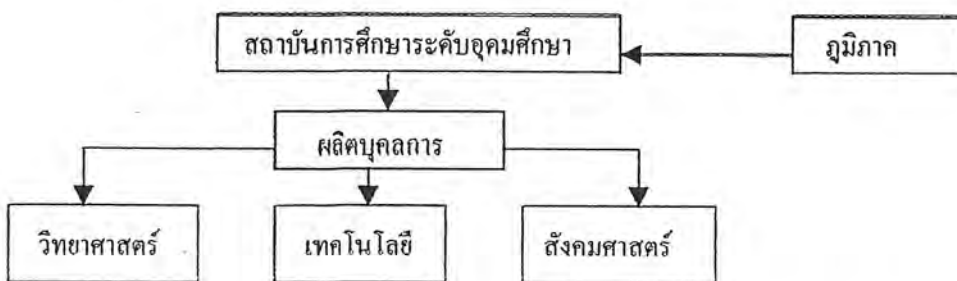 สถาบันการศึกษาระดับอุดมศึกษา
ภูมิภาค
ผลิตบุคลการ
วิทยาศาสตร์
เทคโนโลยี
สังคมศาสตร์